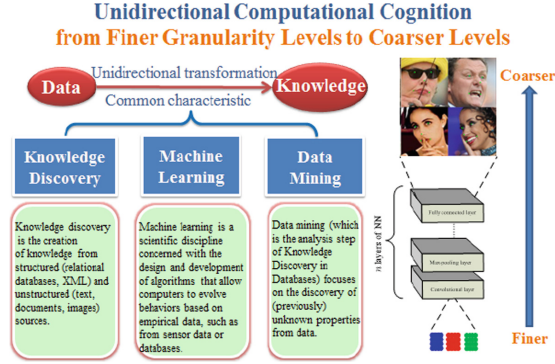 Unidirectional Computational Cognition
from Finer Granularity Levels to Coarser Levels
Data
Unidirectional transformation
Knowledge
Common characteristic
Knowledge
Discovery
Machine
Learning
Data
Mining
Knowledge discovery
is the creation
of knowledge from
structured (relational
databases, XML) and
unstructured (text,
documents, images)
sources.
Machine learning is a
scientific discipline
concerned with the
design and development
of algorithms that allow
computers to evolve
behaviors based on
empirical data, such as
from sensor data or
databases.
Data mining (which
is the analysis step
of Knowledge
Discovery in
Databases) focuses
on the discovery of
(previously)
unknown properties
from data.
Coarser
n layers of NN
Fully connected layer
Maxpooling layer
Convolutional layer
Finer